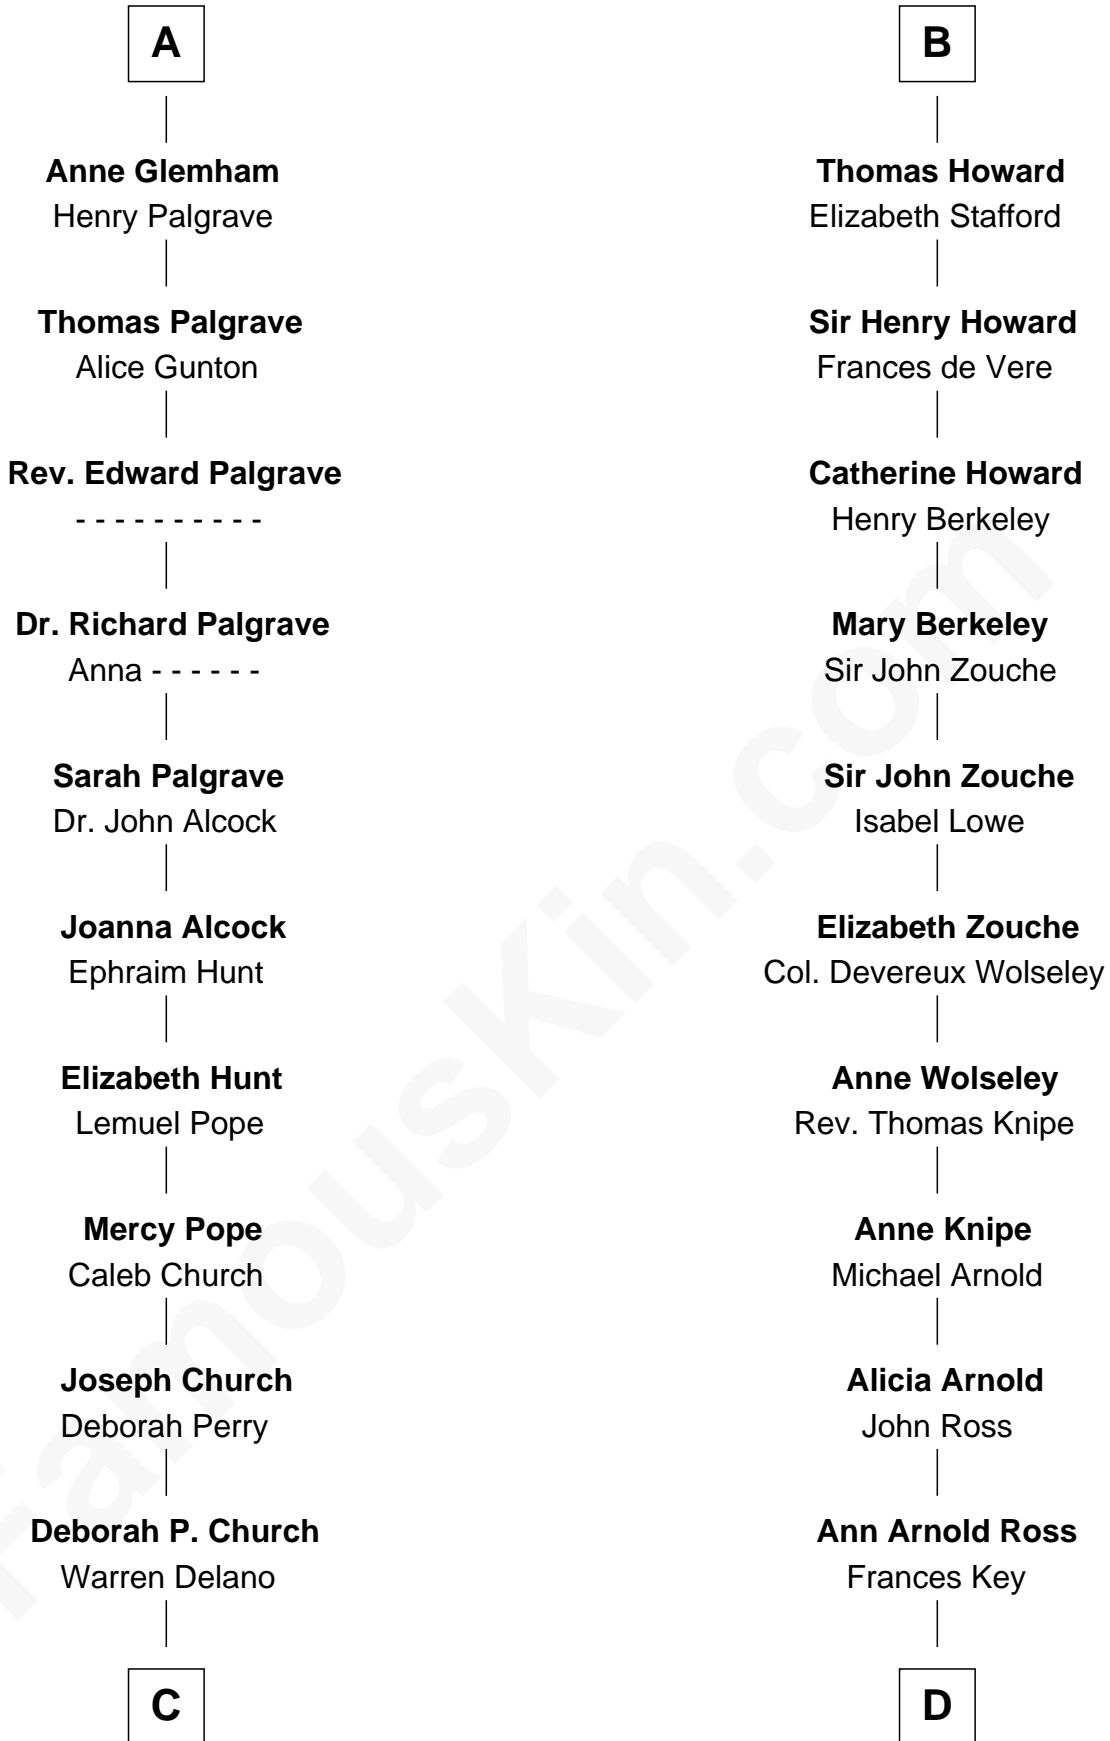 A
Anne Glemham
Henry Palgrave
Thomas Palgrave
Alice Gunton
Rev. Edward Palgrave
- - - - - - - - - -
Dr. Richard Palgrave
Anna - - - - - -
Sarah Palgrave
Dr. John Alcock
Joanna Alcock
Ephraim Hunt
Elizabeth Hunt
Lemuel Pope
Mercy Pope
Caleb Church
Joseph Church
Deborah Perry
Deborah P. Church
Warren Delano
C
B
Thomas Howard
Elizabeth Stafford
Sir Henry Howard
Frances de Vere
Catherine Howard
Henry Berkeley
Mary Berkeley
Sir John Zouche
Sir John Zouche
Isabel Lowe
Elizabeth Zouche
Col. Devereux Wolseley
Anne Wolseley
Rev. Thomas Knipe
Anne Knipe
Michael Arnold
Alicia Arnold
John Ross
Ann Arnold Ross
Frances Key
D
FamousKin.com